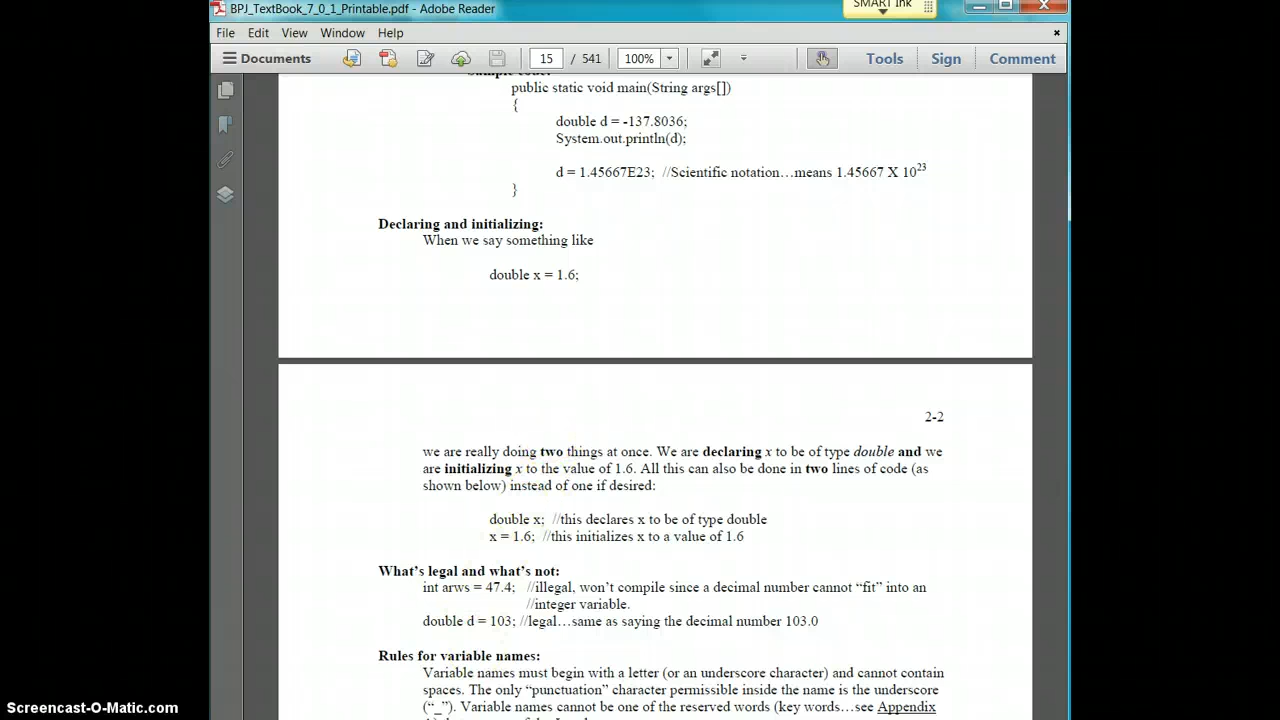 BPJ_TextBook_7_0_1_Printable.pdf - Adobe Reader
SMART Ink
File Edit View Window Help
Documents 15 / 541 100% Tools Sign Comment
Sample code:
public static void main(String args[])
{
double d = -137.8036;
System.out.println(d);
d = 1.45667E23; //Scientific notation…means 1.45667 X 10²³
}
Declaring and initializing:
When we say something like
double x = 1.6;
2-2
we are really doing two things at once. We are declaring x to be of type double and we
are initializing x to the value of 1.6. All this can also be done in two lines of code (as
shown below) instead of one if desired:
double x; //this declares x to be of type double
x = 1.6; //this initializes x to a value of 1.6
What’s legal and what’s not:
int arws = 47.4; //illegal, won’t compile since a decimal number cannot “fit” into an
//integer variable.
double d = 103; //legal…same as saying the decimal number 103.0
Rules for variable names:
Variable names must begin with a letter (or an underscore character) and cannot contain
spaces. The only “punctuation” character permissible inside the name is the underscore
(“_”). Variable names cannot be one of the reserved words (key words…see Appendix
Screencast-O-Matic.com